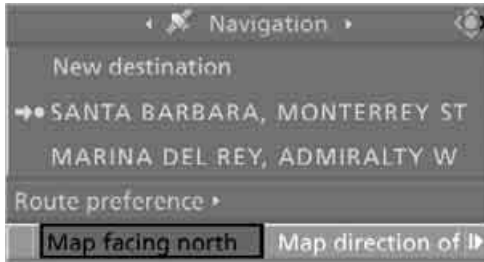 Navigation
New destination
SANTA BARBARA, MONTERREY ST
MARINA DEL REY, ADMIRALTY W
Route preference
Map facing north Map direction of